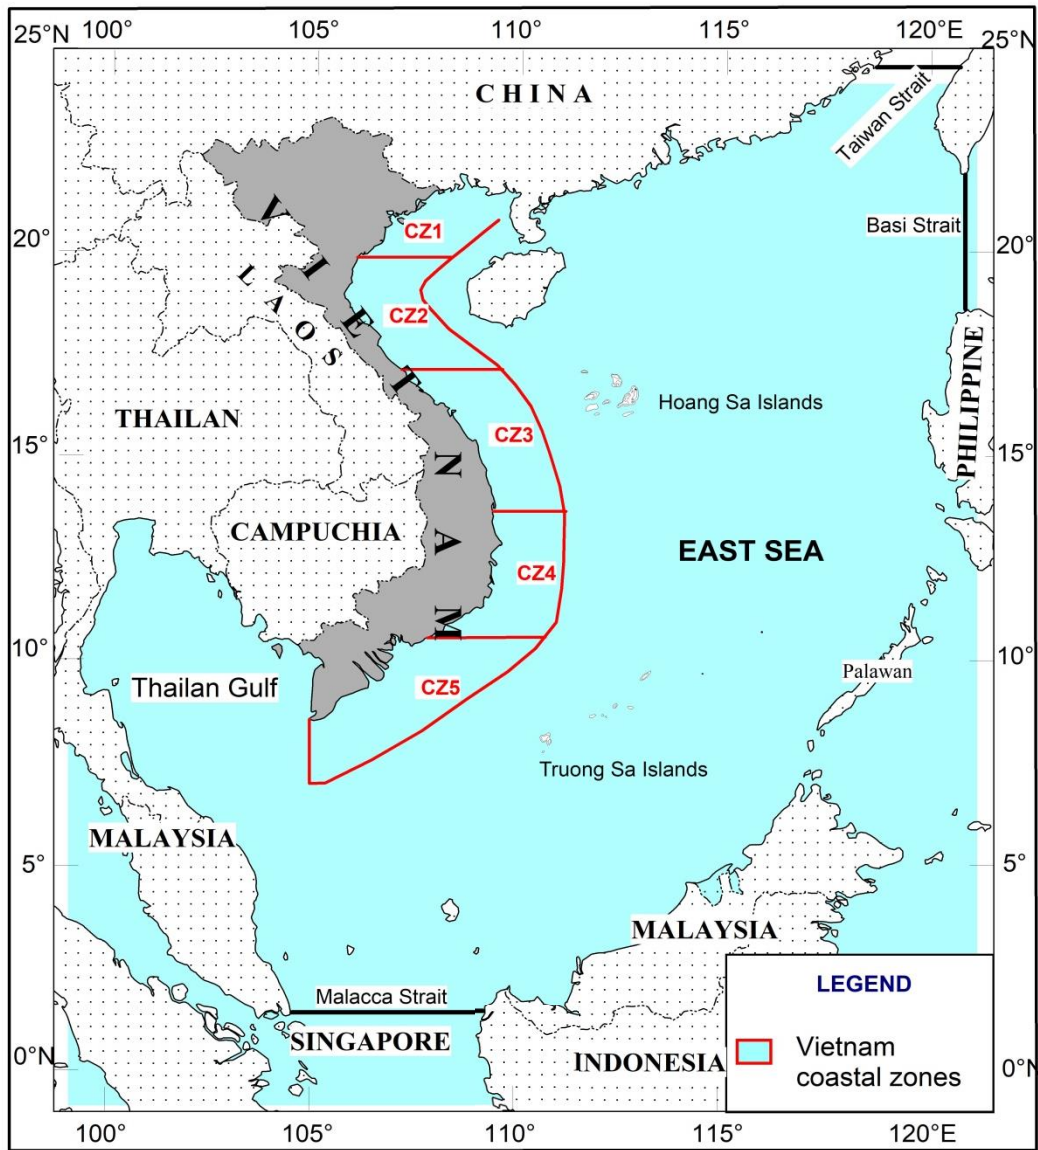 100° 105° 110° 115° 120°E
25°N 25°N
CHINA
Taiwan Strait
VIETNAM
CZ1
20° Basi Strait 20°
LAOS
CZ2
THAILAN
Hoang Sa Islands
PHILIPPINE
CZ3
15° 15°
CAMPUCHIA
EAST SEA
CZ4
10° 10°
Thailan Gulf
CZ5
Palawan
Truong Sa Islands
MALAYSIA
5° 5°
MALAYSIA
LEGEND
Malacca Strait
SINGAPORE
INDONESIA
Vietnam
coastal zones
0°N 0°N
100° 105° 110° 115° 120°E